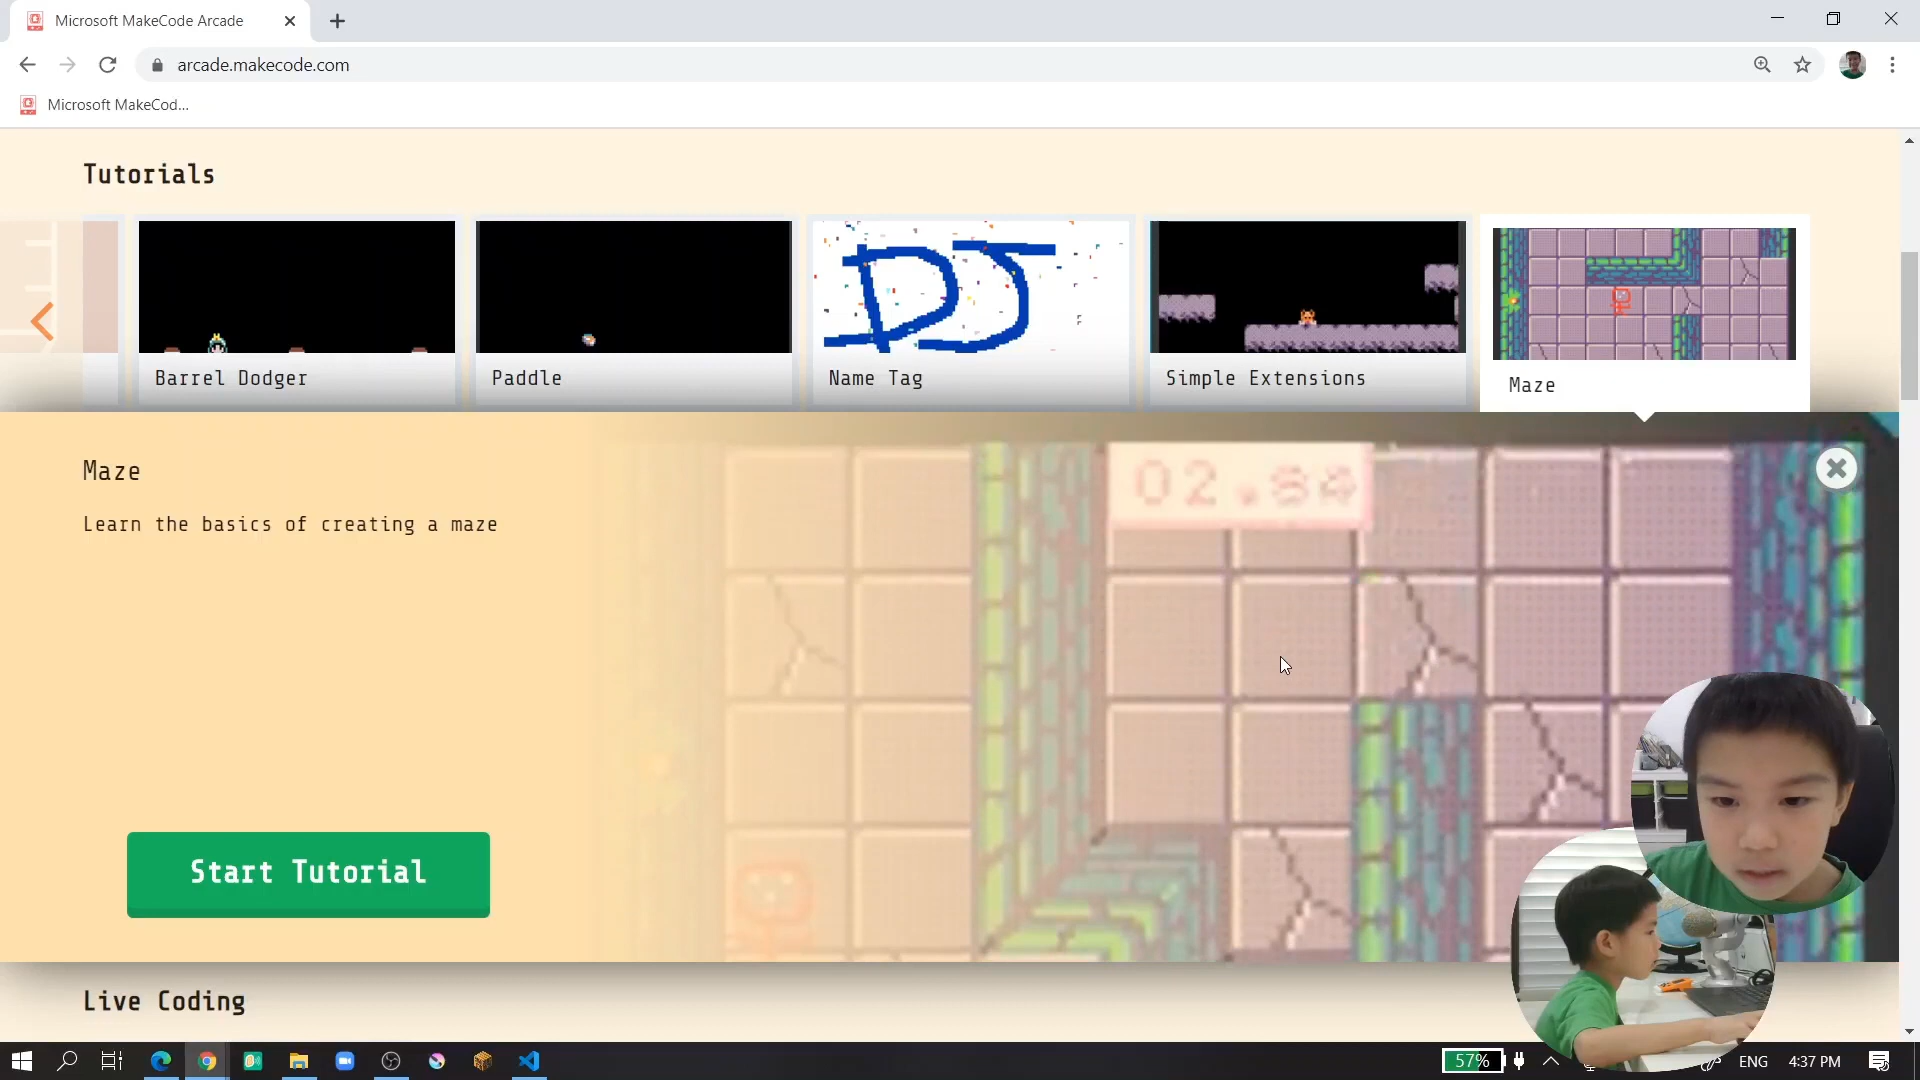 Microsoft MakeCode Arcade
arcade.makecode.com
Microsoft MakeCod...
Tutorials
Barrel Dodger
Paddle
Name Tag
Simple Extensions
Maze
Maze
Learn the basics of creating a maze
Start Tutorial
Live Coding
57%
ENG
4:37 PM